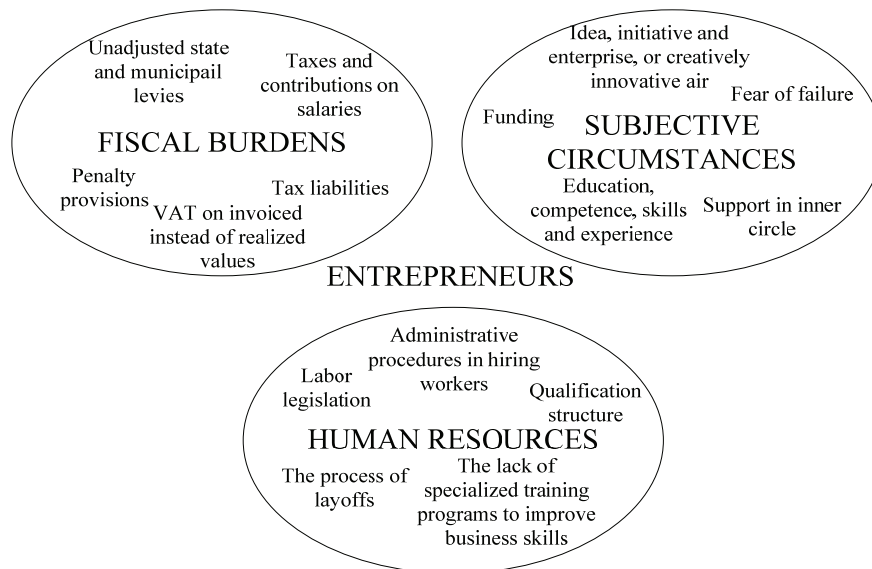 Unadjusted state
and municipail
levies
Taxes and
contributions on
salaries
FISCAL BURDENS
Penalty
provisions
Tax liabilities
VAT on invoiced
instead of realized
values
Idea, initiative and
enterprise, or creatively
innovative air
Fear of failure
Funding
SUBJECTIVE
CIRCUMSTANCES
Education,
competence, skills
and experience
Support in inner
circle
ENTREPRENEURS
Administrative
procedures in hiring
workers
Labor
legislation
Qualification
structure
HUMAN RESOURCES
The process of
layoffs
The lack of
specialized training
programs to improve
business skills